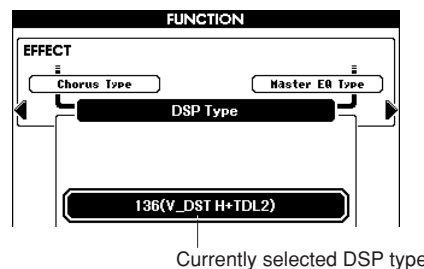 FUNCTION
EFFECT
Chorus Type
Master EQ Type
DSP Type
136(V_DST H+TDL2)
Currently selected DSP type